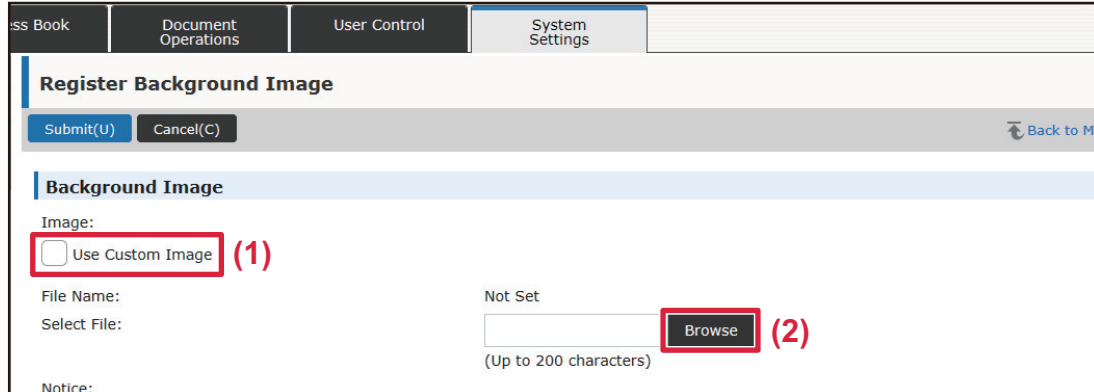 ss Book
Document
Operations
User Control
System
Settings
Register Background Image
Submit(U)
Cancel(C)
Back to M
Background Image
Image:
Use Custom Image
(1)
File Name:
Not Set
Select File:
Browse
(2)
(Up to 200 characters)
Notice: